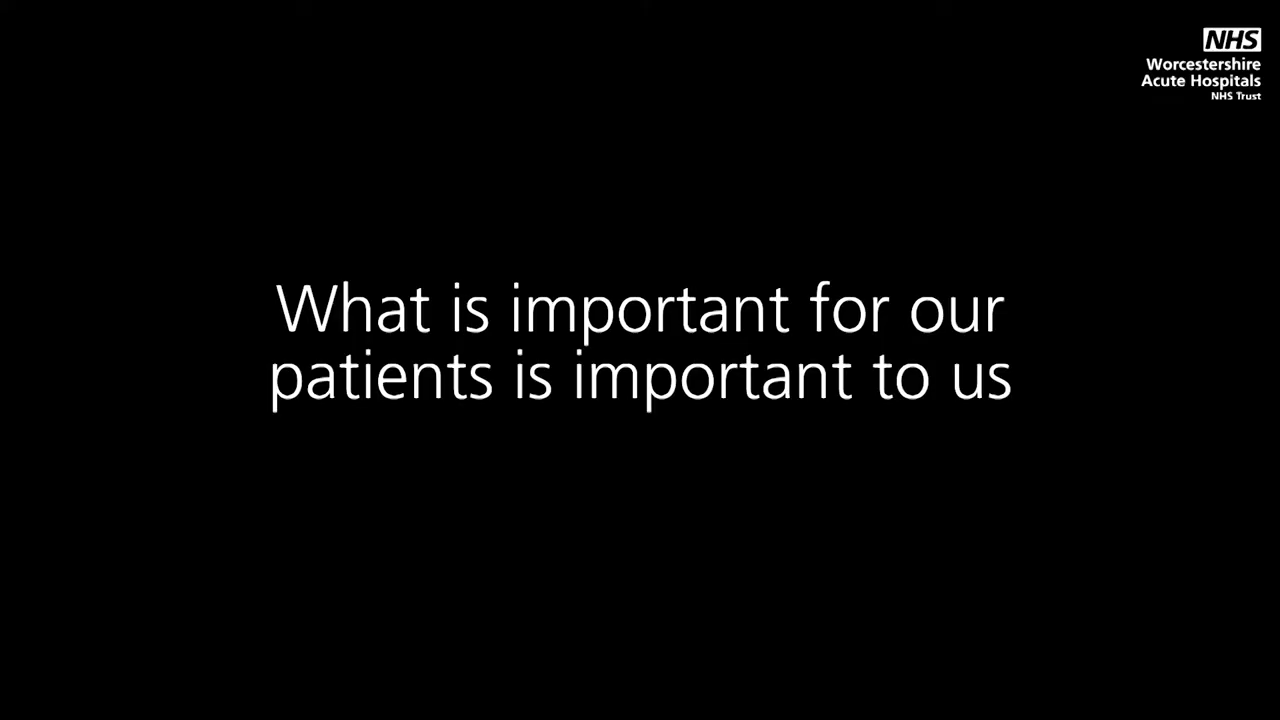 NHS
Worcestershire
Acute Hospitals
NHS Trust
What is important for our
patients is important to us